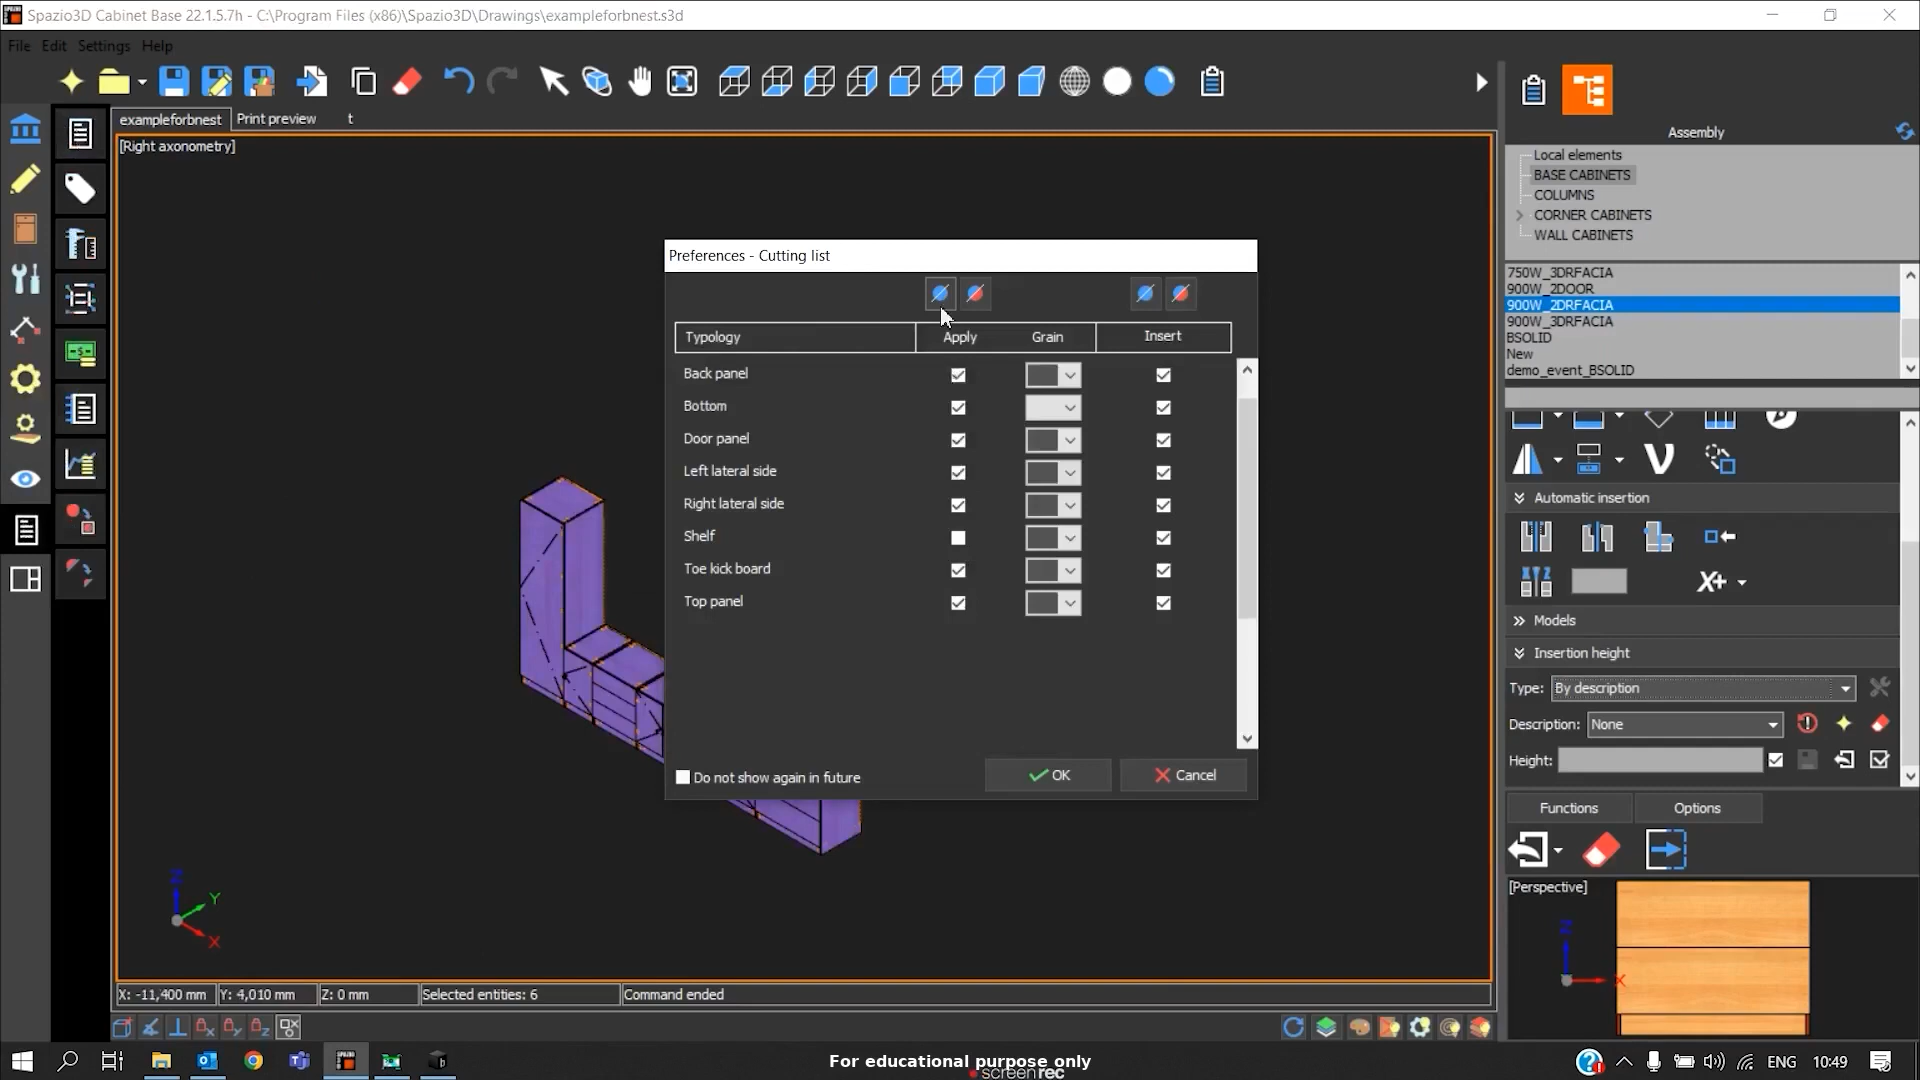 Spazio3D Cabinet Base 22.1.5.7h - C:\Program Files (x86)\Spazio3D\Drawings\exampleforbnest.s3d
File Edit Settings Help
exampleforbnest Print preview t
[Right axonometry]
Assembly
Local elements
BASE CABINETS
COLUMNS
CORNER CABINETS
WALL CABINETS
750W_3DRFACIA
900W_2DOOR
900W_2DRFACIA
900W_3DRFACIA
BSOLID
New
demo_event_BSOLID
Preferences - Cutting list
Typology Apply Grain Insert
Back panel
Bottom
Door panel
Left lateral side
Right lateral side
Shelf
Toe kick board
Top panel
Do not show again in future OK Cancel
Automatic insertion
X+
Models
Insertion height
Type: By description
Description: None
Height:
Functions Options
[Perspective]
Z
X
Z
Y
X
X: -11,400 mm Y: 4,010 mm Z: 0 mm Selected entities: 6 Command ended
For educational purpose only
screenrec
ENG 10:49